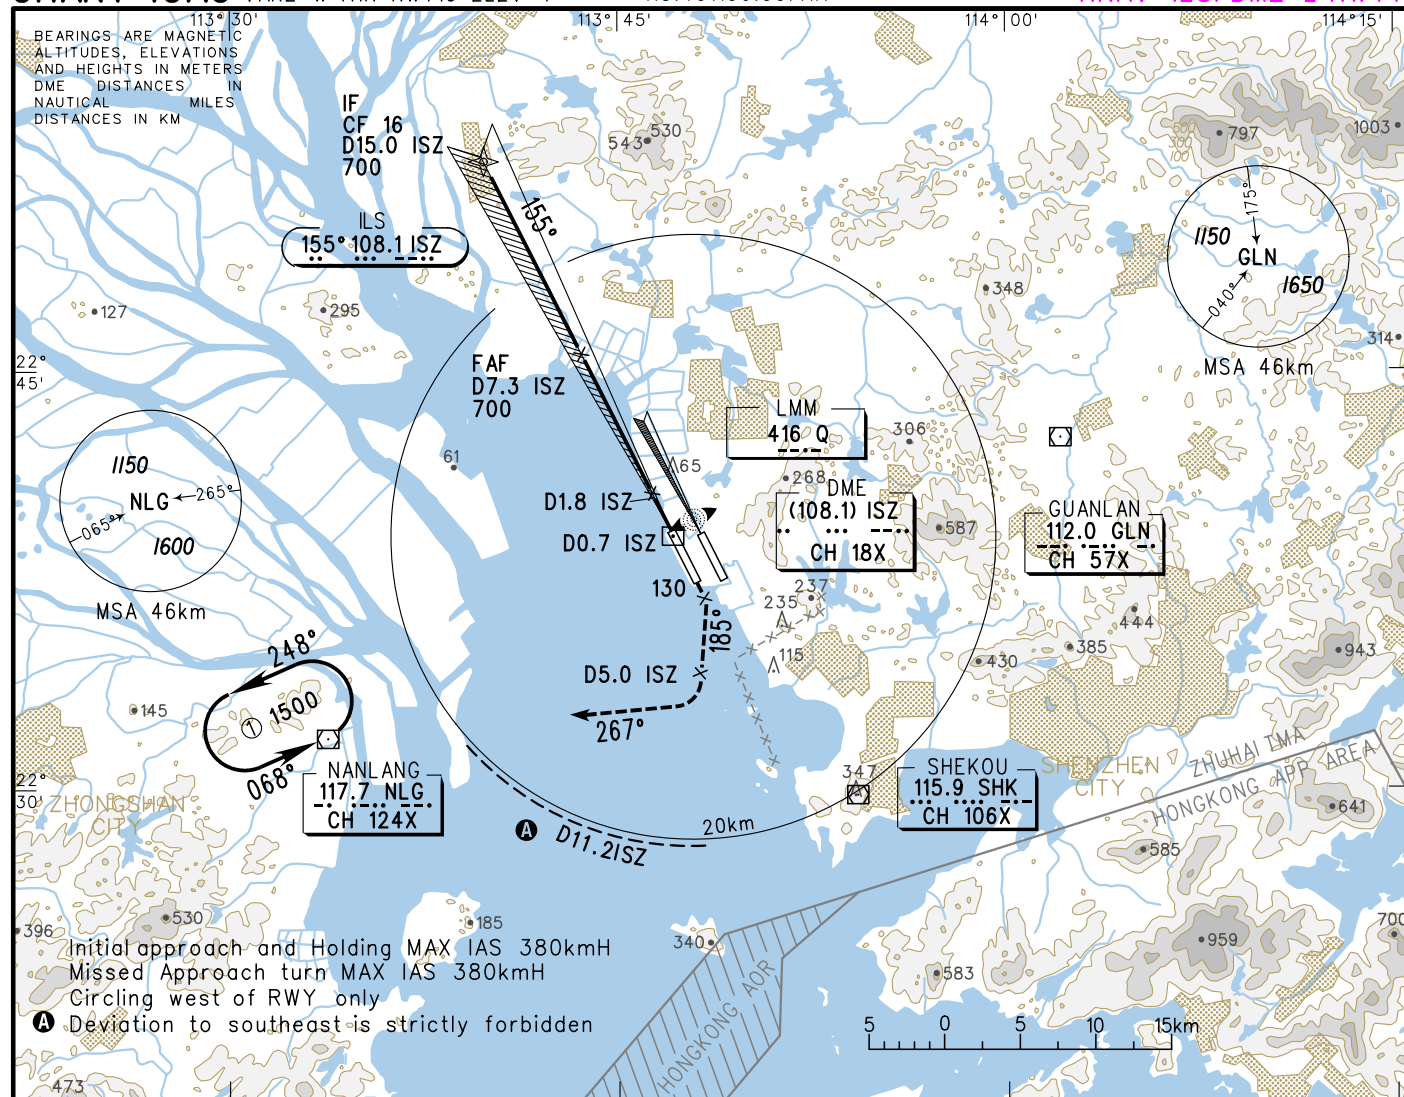 113°30'
113°45'
114°00'
114°15'
BEARINGS ARE MAGNETIC
ALTITUDES, ELEVATIONS
AND HEIGHTS IN METERS
DME DISTANCES IN
NAUTICAL MILES
DISTANCES IN KM
IF
CF 16
D15.0 ISZ
700
155°
ILS
155° 108.1 ISZ
543
530
797
1003
500
300
100
175°
1150
GLN
1650
040°
MSA 46km
127
295
348
314
22°
45'
FAF
D7.3 ISZ
700
LMM
416 Q
306
61
65
268
1150
NLG
265°
065°
1600
MSA 46km
D1.8 ISZ
D0.7 ISZ
DME
(108.1) ISZ
CH 18X
587
GUANLAN
112.0 GLN
CH 57X
130
185°
235
237
115
444
385
430
943
248°
1500
068°
145
D5.0 ISZ
267°
NANLANG
117.7 NLG
CH 124X
22°
30'
ZHONGSHAN
CITY
347
SHEKOU
115.9 SHK
CH 106X
SHENZHEN
CITY
ZHUHAI TMA
HONGKONG APP AREA
641
585
20km
A
D11.2ISZ
530
396
185
340
959
583
700
HONGKONG AOR
Initial approach and Holding MAX IAS 380kmH
Missed Approach turn MAX IAS 380kmH
Circling west of RWY only
A Deviation to southeast is strictly forbidden
5 0 5 10 15km
473